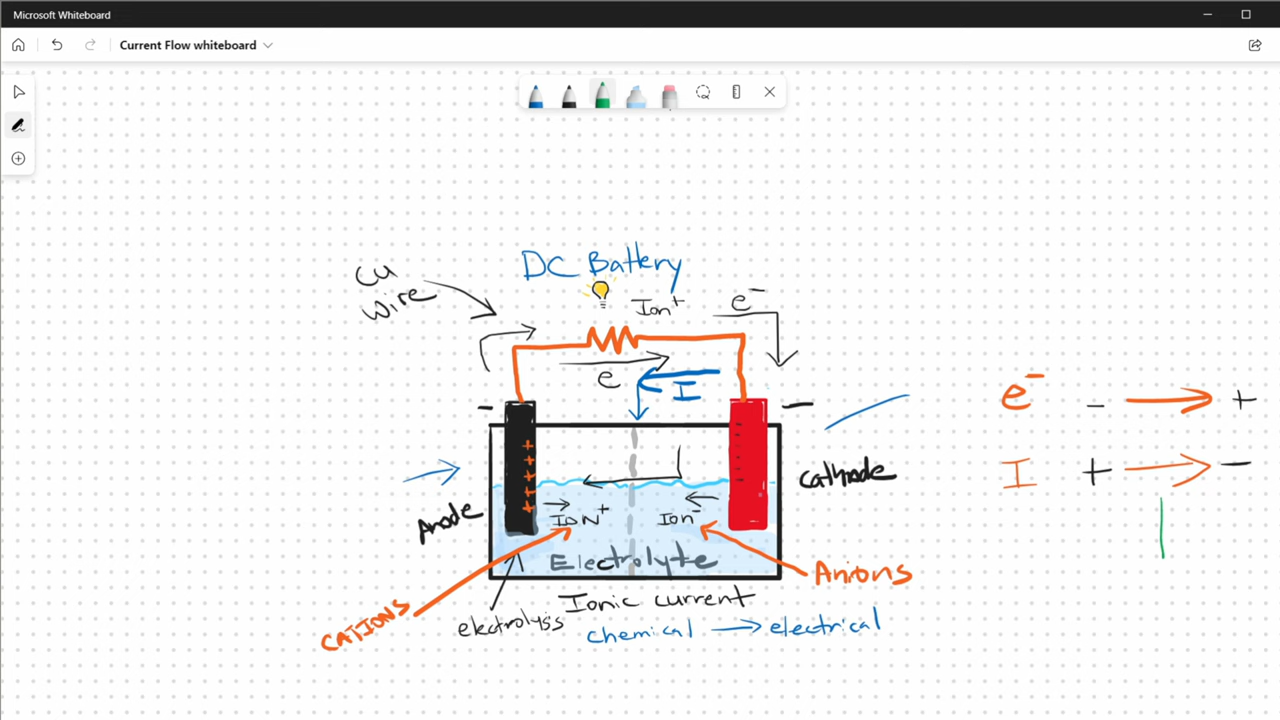 Microsoft Whiteboard
Current Flow whiteboard
DC Battery
Cu
wire
Ion+
e-
e
I
-
-
e- - → +
I + → -
Anode
Cathode
+
+
+
+
+
ION+
Ion-
Electrolyte
Anions
CATIONS
Ionic current
electrolysis
chemical → electrical